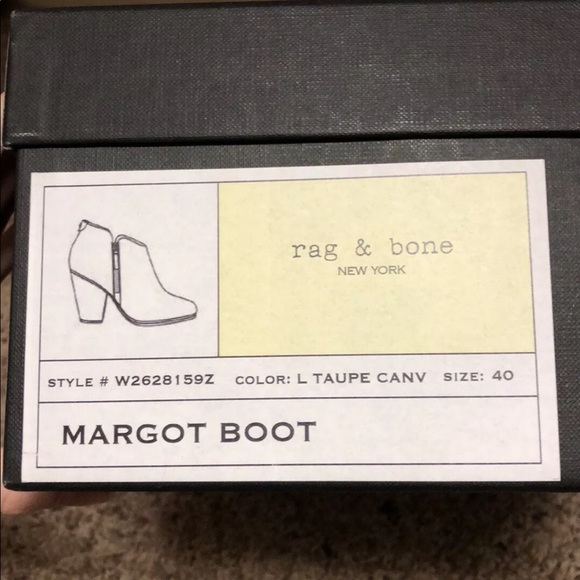 rag & bone
NEW YORK
STYLE # W2628159Z COLOR: L TAUPE CANV SIZE: 40
MARGOT BOOT